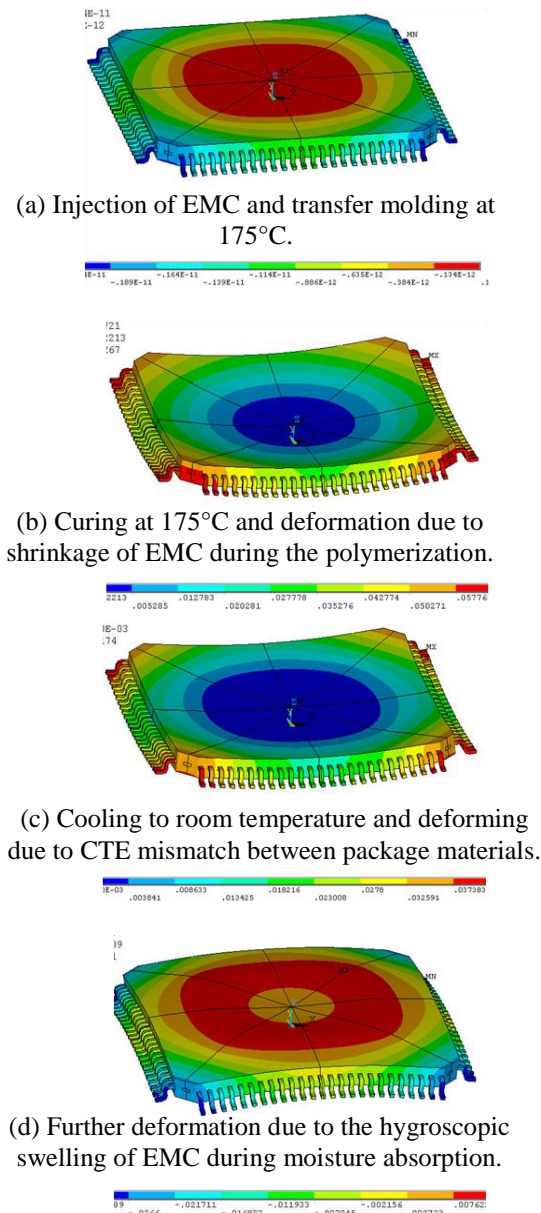 MN
(a) Injection of EMC and transfer molding at
175°C.
-.164E-11 -.114E-11 -.635E-12 -.134E-12
-.189E-11 -.139E-11 -.886E-12 -.384E-12
MX
(b) Curing at 175°C and deformation due to
shrinkage of EMC during the polymerization.
2213 .012783 .027778 .042774 .05776
.005285 .020281 .035276 .050271
MX
(c) Cooling to room temperature and deforming
due to CTE mismatch between package materials.
.008633 .018216 .0278 .037383
.003841 .013425 .023008 .032591
MN
(d) Further deformation due to the hygroscopic
swelling of EMC during moisture absorption.
-.021711 -.011933 -.002156